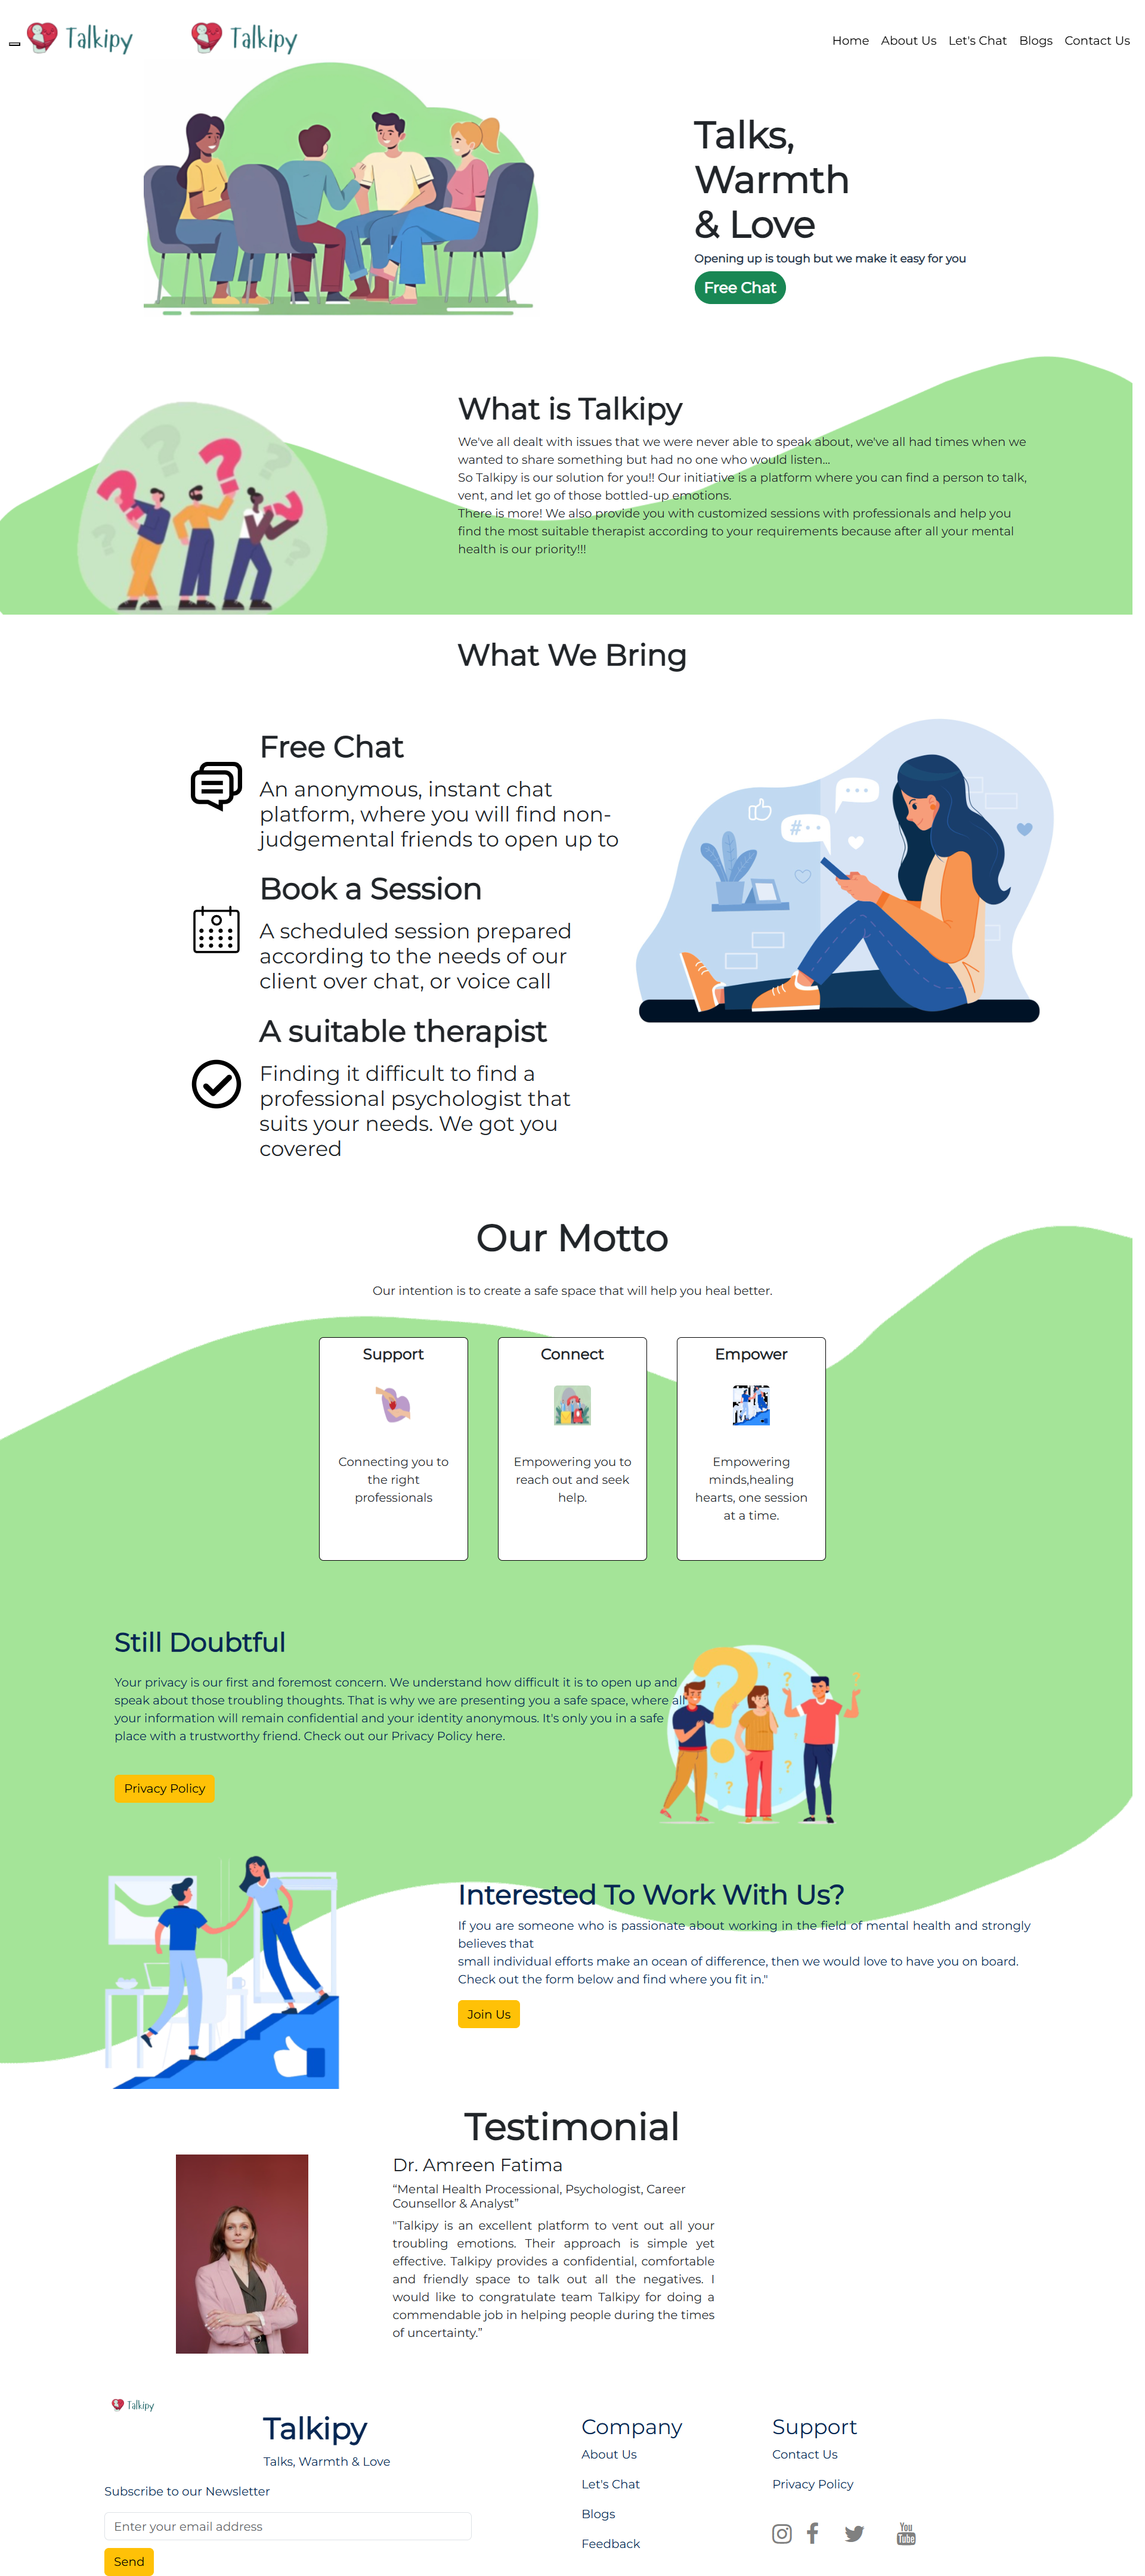 Talkipy
Talkipy
Home About Us Let's Chat Blogs Contact Us
Talks,
Warmth
& Love
Opening up is tough but we make it easy for you
Free Chat
What is Talkipy
We've all dealt with issues that we were never able to speak about, we've all had times when we
wanted to share something but had no one who would listen...
So Talkipy is our solution for you!! Our initiative is a platform where you can find a person to talk,
vent, and let go of those bottled-up emotions.
There is more! We also provide you with customized sessions with professionals and help you
find the most suitable therapist according to your requirements because after all your mental
health is our priority!!!
What We Bring
Free Chat
An anonymous, instant chat
platform, where you will find non-
judgemental friends to open up to
Book a Session
A scheduled session prepared
according to the needs of our
client over chat, or voice call
A suitable therapist
Finding it difficult to find a
professional psychologist that
suits your needs. We got you
covered
Our Motto
Our intention is to create a safe space that will help you heal better.
Support
Connecting you to
the right
professionals
Connect
Empowering you to
reach out and seek
help.
Empower
Empowering
minds,healing
hearts, one session
at a time.
Still Doubtful
Your privacy is our first and foremost concern. We understand how difficult it is to open up and
speak about those troubling thoughts. That is why we are presenting you a safe space, where all
your information will remain confidential and your identity anonymous. It's only you in a safe
place with a trustworthy friend. Check out our Privacy Policy here.
Privacy Policy
Interested To Work With Us?
If you are someone who is passionate about working in the field of mental health and strongly
believes that
small individual efforts make an ocean of difference, then we would love to have you on board.
Check out the form below and find where you fit in."
Join Us
Testimonial
Dr. Amreen Fatima
“Mental Health Processional, Psychologist, Career
Counsellor & Analyst”
"Talkipy is an excellent platform to vent out all your
troubling emotions. Their approach is simple yet
effective. Talkipy provides a confidential, comfortable
and friendly space to talk out all the negatives. I
would like to congratulate team Talkipy for doing a
commendable job in helping people during the times
of uncertainty.”
Talkipy
Talkipy
Talks, Warmth & Love
Subscribe to our Newsletter
Enter your email address
Send
Company
About Us
Let's Chat
Blogs
Feedback
Support
Contact Us
Privacy Policy
You
Tube